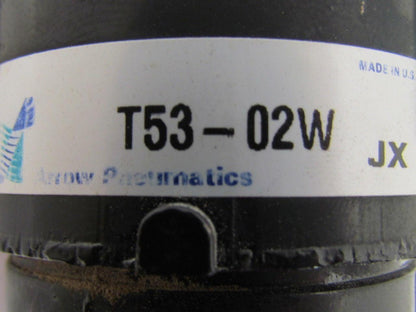 MADE IN U.S.
T53-02W
JX
Arrow Pneumatics